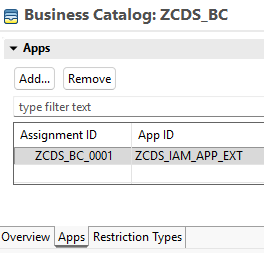 Business Catalog: ZCDS_BC
Apps
Add... Remove
type filter text
Assignment ID App ID
ZCDS_BC_0001 ZCDS_IAM_APP_EXT
Overview Apps Restriction Types